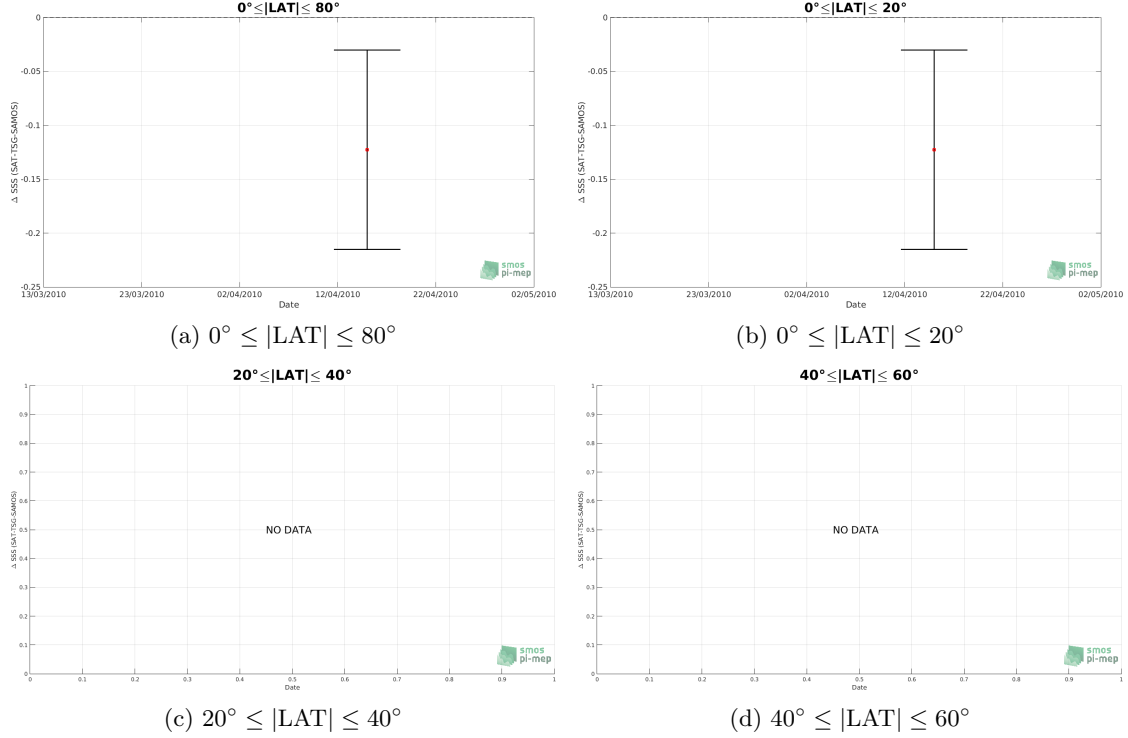 0°≤|LAT|≤ 80°
0
-0.05
-0.1
-0.15
-0.2
-0.25
Δ SSS (SAT-TSG-SAMOS)
13/03/2010 23/03/2010 02/04/2010 12/04/2010 22/04/2010 02/05/2010
Date
smos
pi-mep
(a) 0° ≤ |LAT| ≤ 80°
0°≤|LAT|≤ 20°
0
-0.05
-0.1
-0.15
-0.2
-0.25
Δ SSS (SAT-TSG-SAMOS)
13/03/2010 23/03/2010 02/04/2010 12/04/2010 22/04/2010 02/05/2010
Date
smos
pi-mep
(b) 0° ≤ |LAT| ≤ 20°
20°≤|LAT|≤ 40°
1
0.9
0.8
0.7
0.6
0.5
0.4
0.3
0.2
0.1
0
Δ SSS (SAT-TSG-SAMOS)
NO DATA
0 0.1 0.2 0.3 0.4 0.5 0.6 0.7 0.8 0.9 1
Date
smos
pi-mep
(c) 20° ≤ |LAT| ≤ 40°
40°≤|LAT|≤ 60°
1
0.9
0.8
0.7
0.6
0.5
0.4
0.3
0.2
0.1
0
Δ SSS (SAT-TSG-SAMOS)
NO DATA
0 0.1 0.2 0.3 0.4 0.5 0.6 0.7 0.8 0.9 1
Date
smos
pi-mep
(d) 40° ≤ |LAT| ≤ 60°